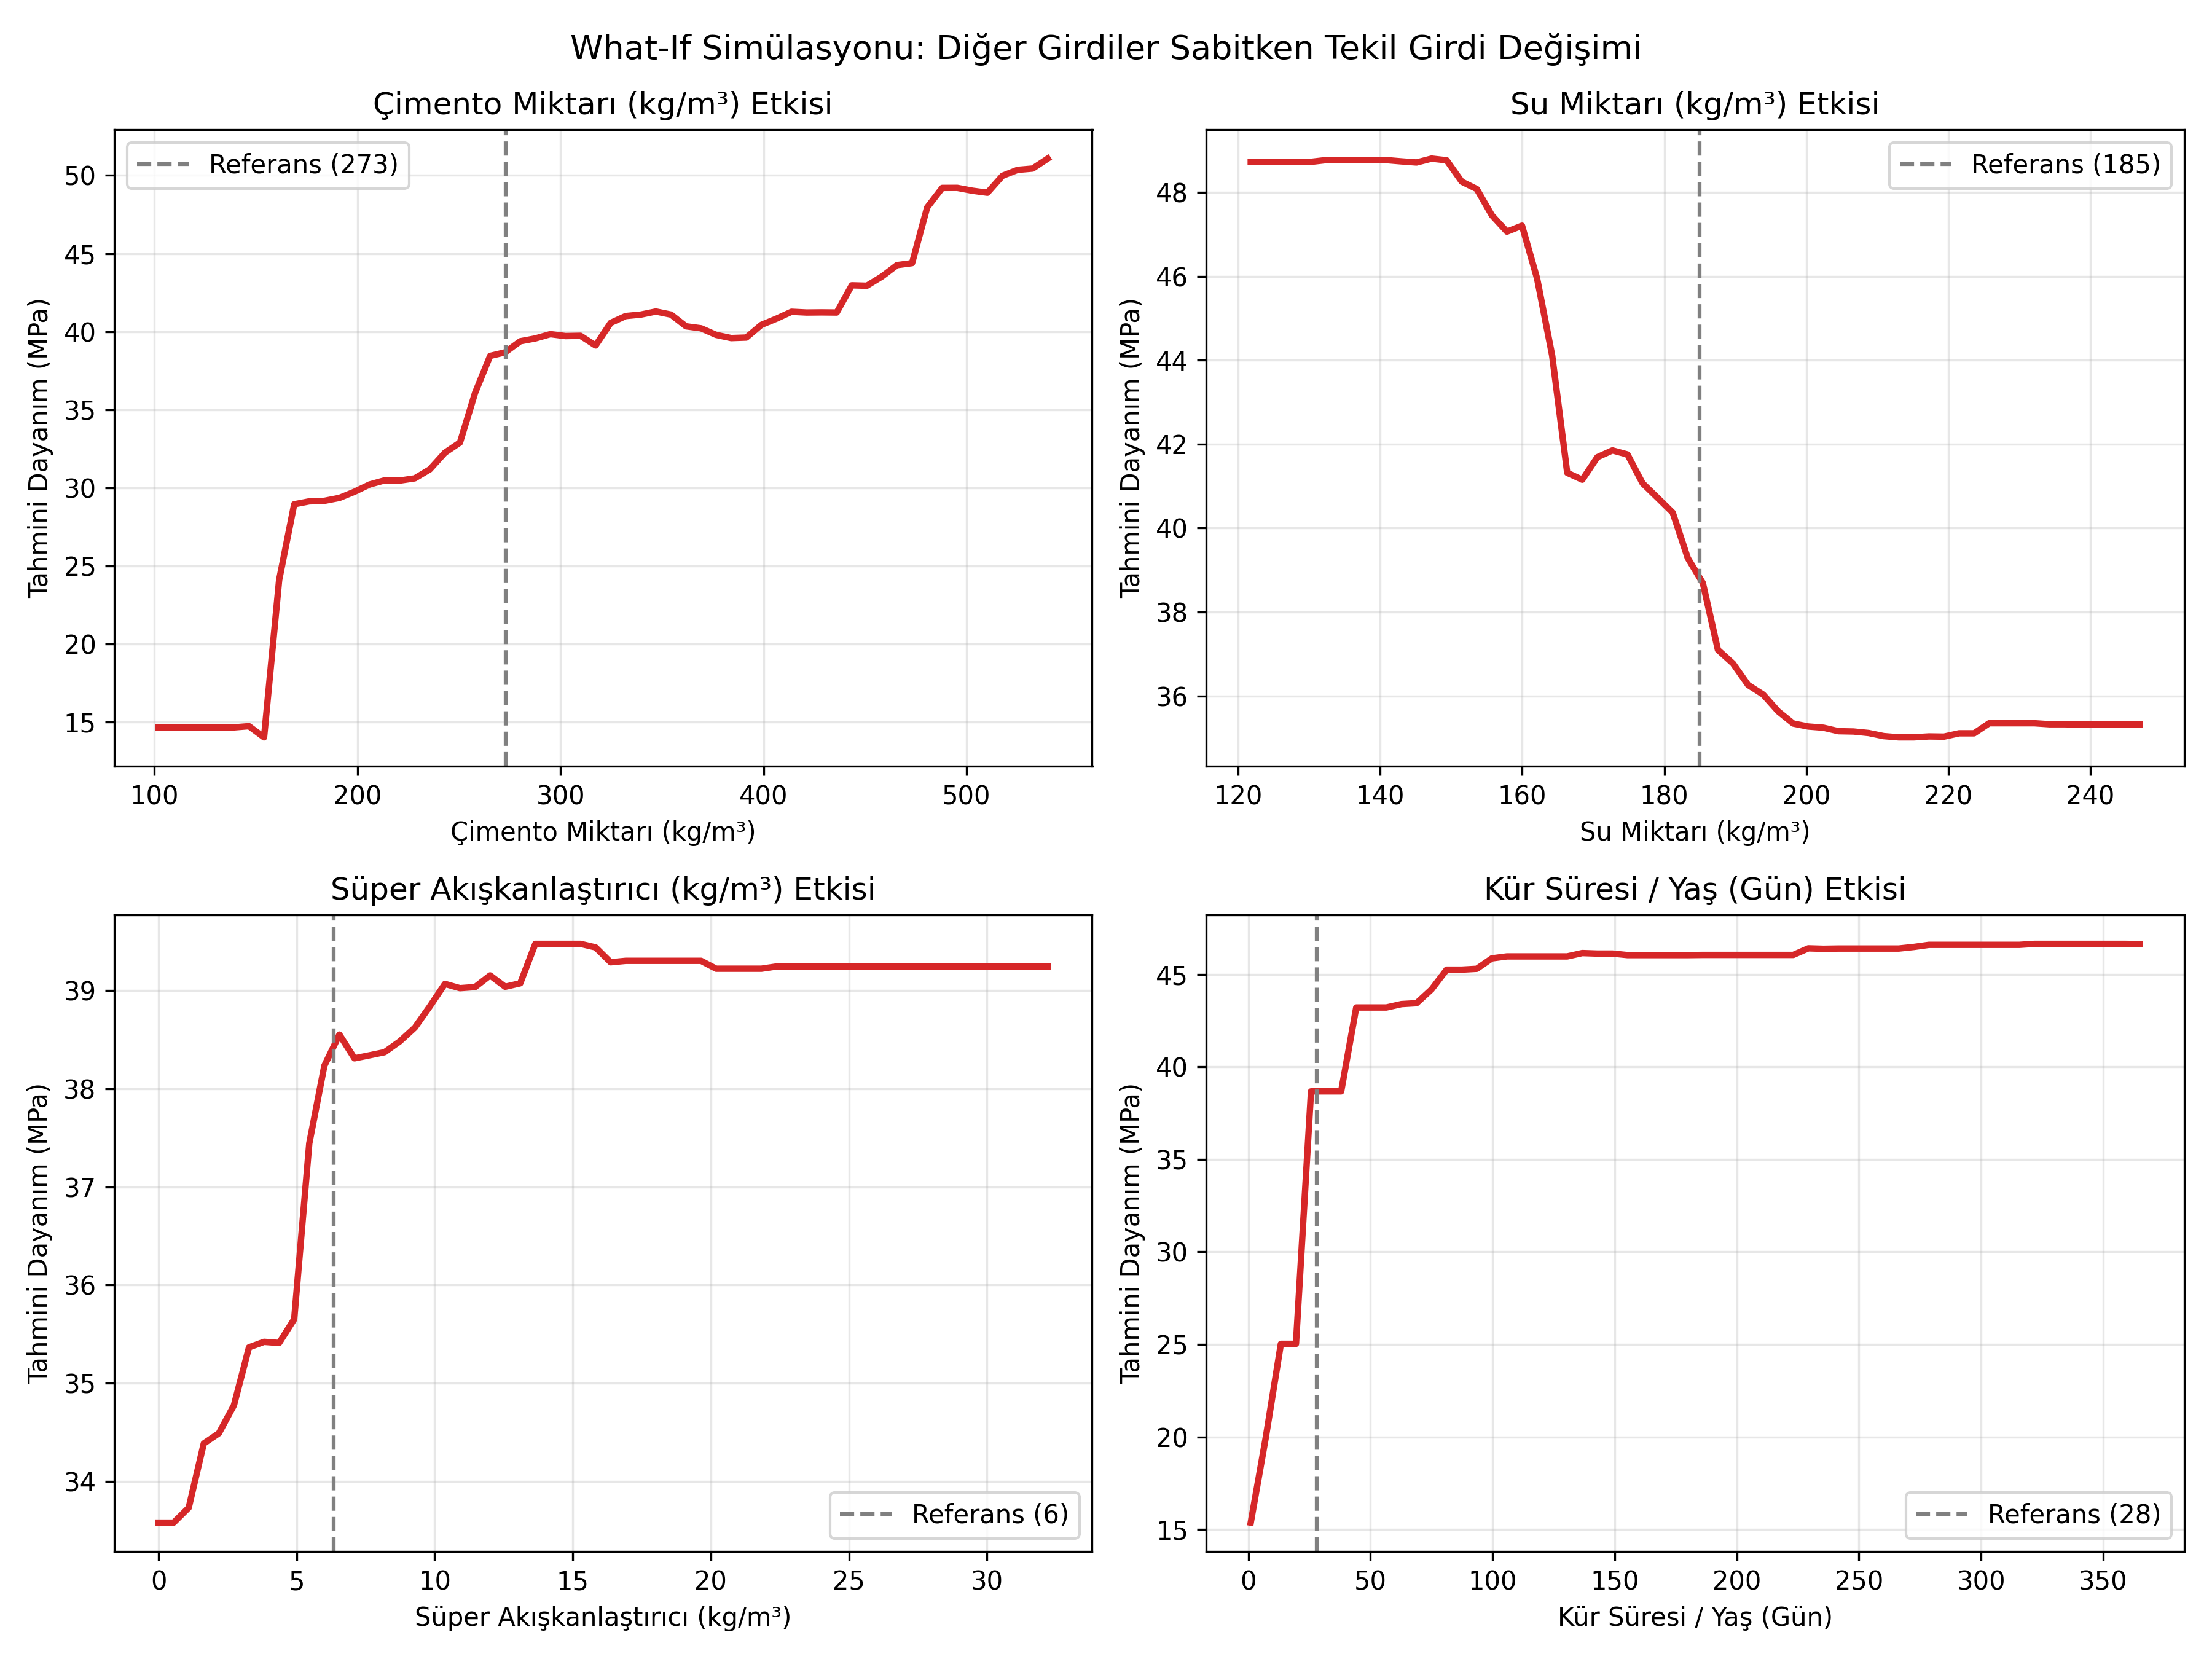 What-If Simülasyonu: Diğer Girdiler Sabitken Tekil Girdi Değişimi
Çimento Miktarı (kg/m³) Etkisi
Referans (273)
Tahmini Dayanım (MPa)
50
45
40
35
30
25
20
15
100 200 300 400 500
Çimento Miktarı (kg/m³)
Su Miktarı (kg/m³) Etkisi
Referans (185)
Tahmini Dayanım (MPa)
48
46
44
42
40
38
36
120 140 160 180 200 220 240
Su Miktarı (kg/m³)
Süper Akışkanlaştırıcı (kg/m³) Etkisi
Tahmini Dayanım (MPa)
39
38
37
36
35
34
Referans (6)
0 5 10 15 20 25 30
Süper Akışkanlaştırıcı (kg/m³)
Kür Süresi / Yaş (Gün) Etkisi
Tahmini Dayanım (MPa)
45
40
35
30
25
20
15
Referans (28)
0 50 100 150 200 250 300 350
Kür Süresi / Yaş (Gün)